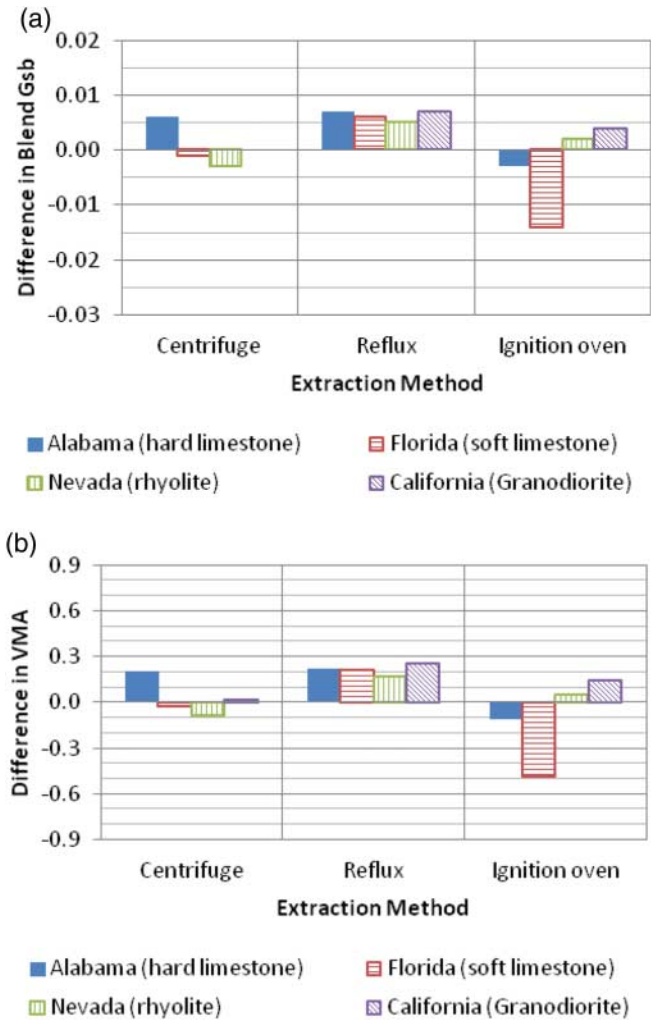 (a)
0.02
0.01
0.00
-0.01
-0.02
-0.03
Difference in Blend Gsb
Centrifuge Reflux Ignition oven
Extraction Method
Alabama (hard limestone) Florida (soft limestone)
Nevada (rhyolite) California (Granodiorite)
(b)
0.9
0.6
0.3
0.0
-0.3
-0.6
-0.9
Difference in VMA
Centrifuge Reflux Ignition oven
Extraction Method
Alabama (hard limestone) Florida (soft limestone)
Nevada (rhyolite) California (Granodiorite)